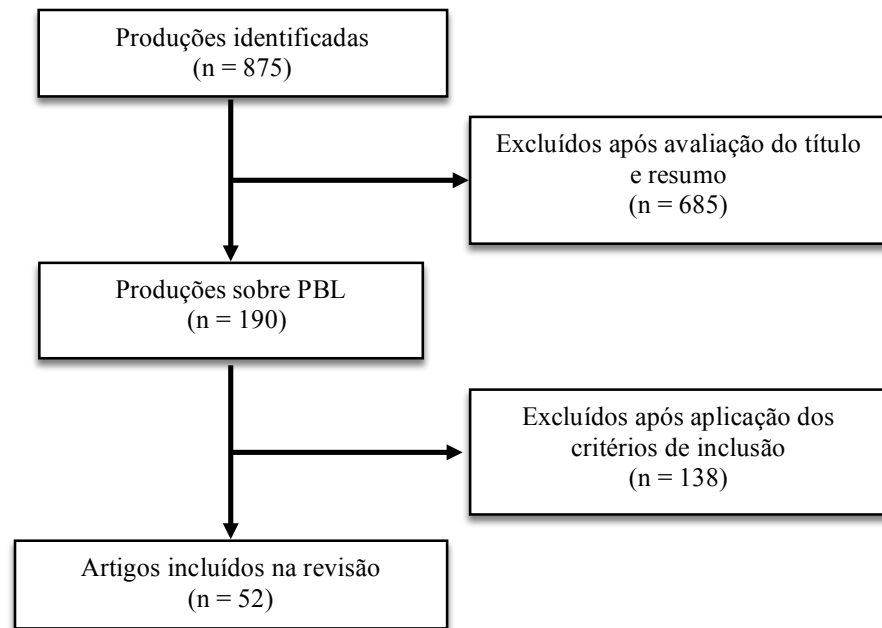 Produções identificadas
(n = 875)
Excluídos após avaliação do título
e resumo
(n = 685)
Produções sobre PBL
(n = 190)
Excluídos após aplicação dos
critérios de inclusão
(n = 138)
Artigos incluídos na revisão
(n = 52)